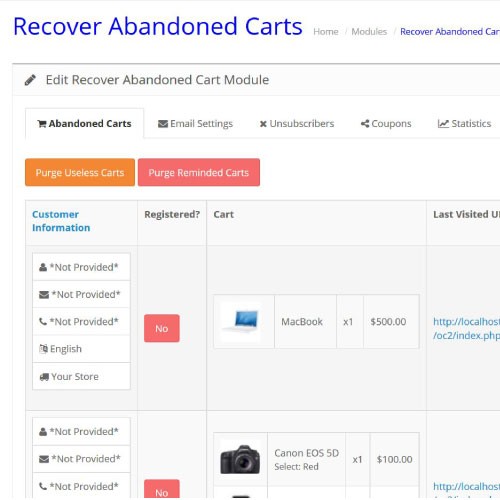 Recover Abandoned Carts
Home / Modules / Recover Abandoned Car
Edit Recover Abandoned Cart Module
Abandoned Carts
Email Settings
Unsubscribers
Coupons
Statistics
Purge Useless Carts
Purge Reminded Carts
Customer Information
Registered?
Cart
Last Visited U
*Not Provided*
*Not Provided*
*Not Provided*
English
Your Store
No
MacBook
x1
$500.00
http://localhost
/oc2/index.php
*Not Provided*
*Not Provided*
*Not Provided*
No
Canon EOS 5D
Select: Red
x1
$100.00
http://localhost